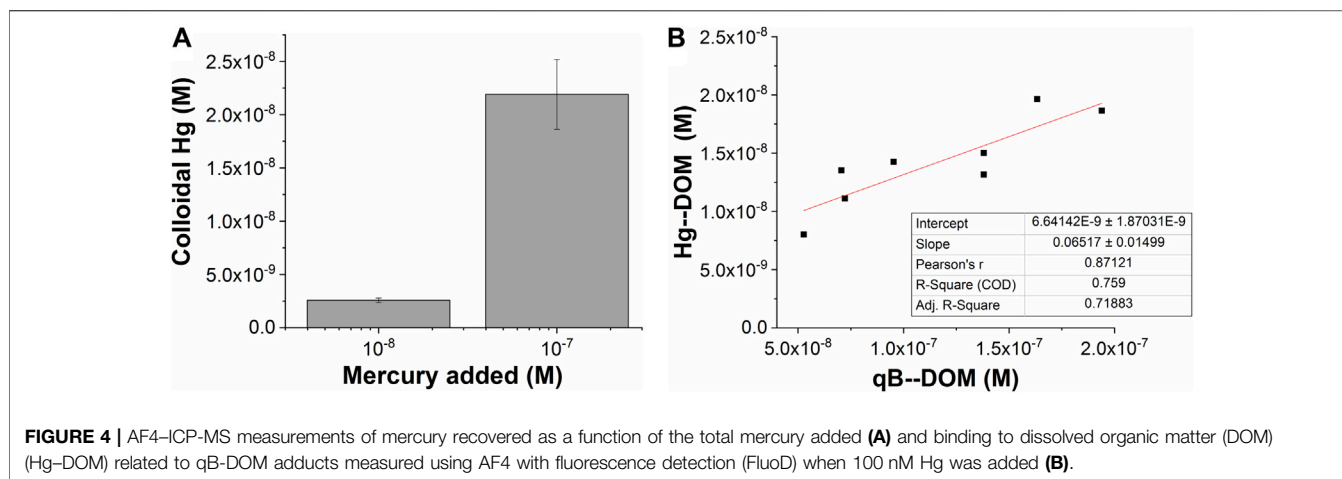 A
Colloidal Hg (M)
2.5x10⁻⁸
2.0x10⁻⁸
1.5x10⁻⁸
1.0x10⁻⁸
5.0x10⁻⁹
0.0
10⁻⁸ 10⁻⁷
Mercury added (M)
B
Hg--DOM (M)
2.5x10⁻⁸
2.0x10⁻⁸
1.5x10⁻⁸
1.0x10⁻⁸
5.0x10⁻⁹
0.0
Intercept 6.64142E-9 ± 1.87031E-9
Slope 0.06517 ± 0.01499
Pearson's r 0.87121
R-Square (COD) 0.759
Adj. R-Square 0.71883
5.0x10⁻⁸ 1.0x10⁻⁷ 1.5x10⁻⁷ 2.0x10⁻⁷
qB--DOM (M)
FIGURE 4 | AF4–ICP-MS measurements of mercury recovered as a function of the total mercury added (A) and binding to dissolved organic matter (DOM)
(Hg–DOM) related to qB-DOM adducts measured using AF4 with fluorescence detection (FluoD) when 100 nM Hg was added (B).